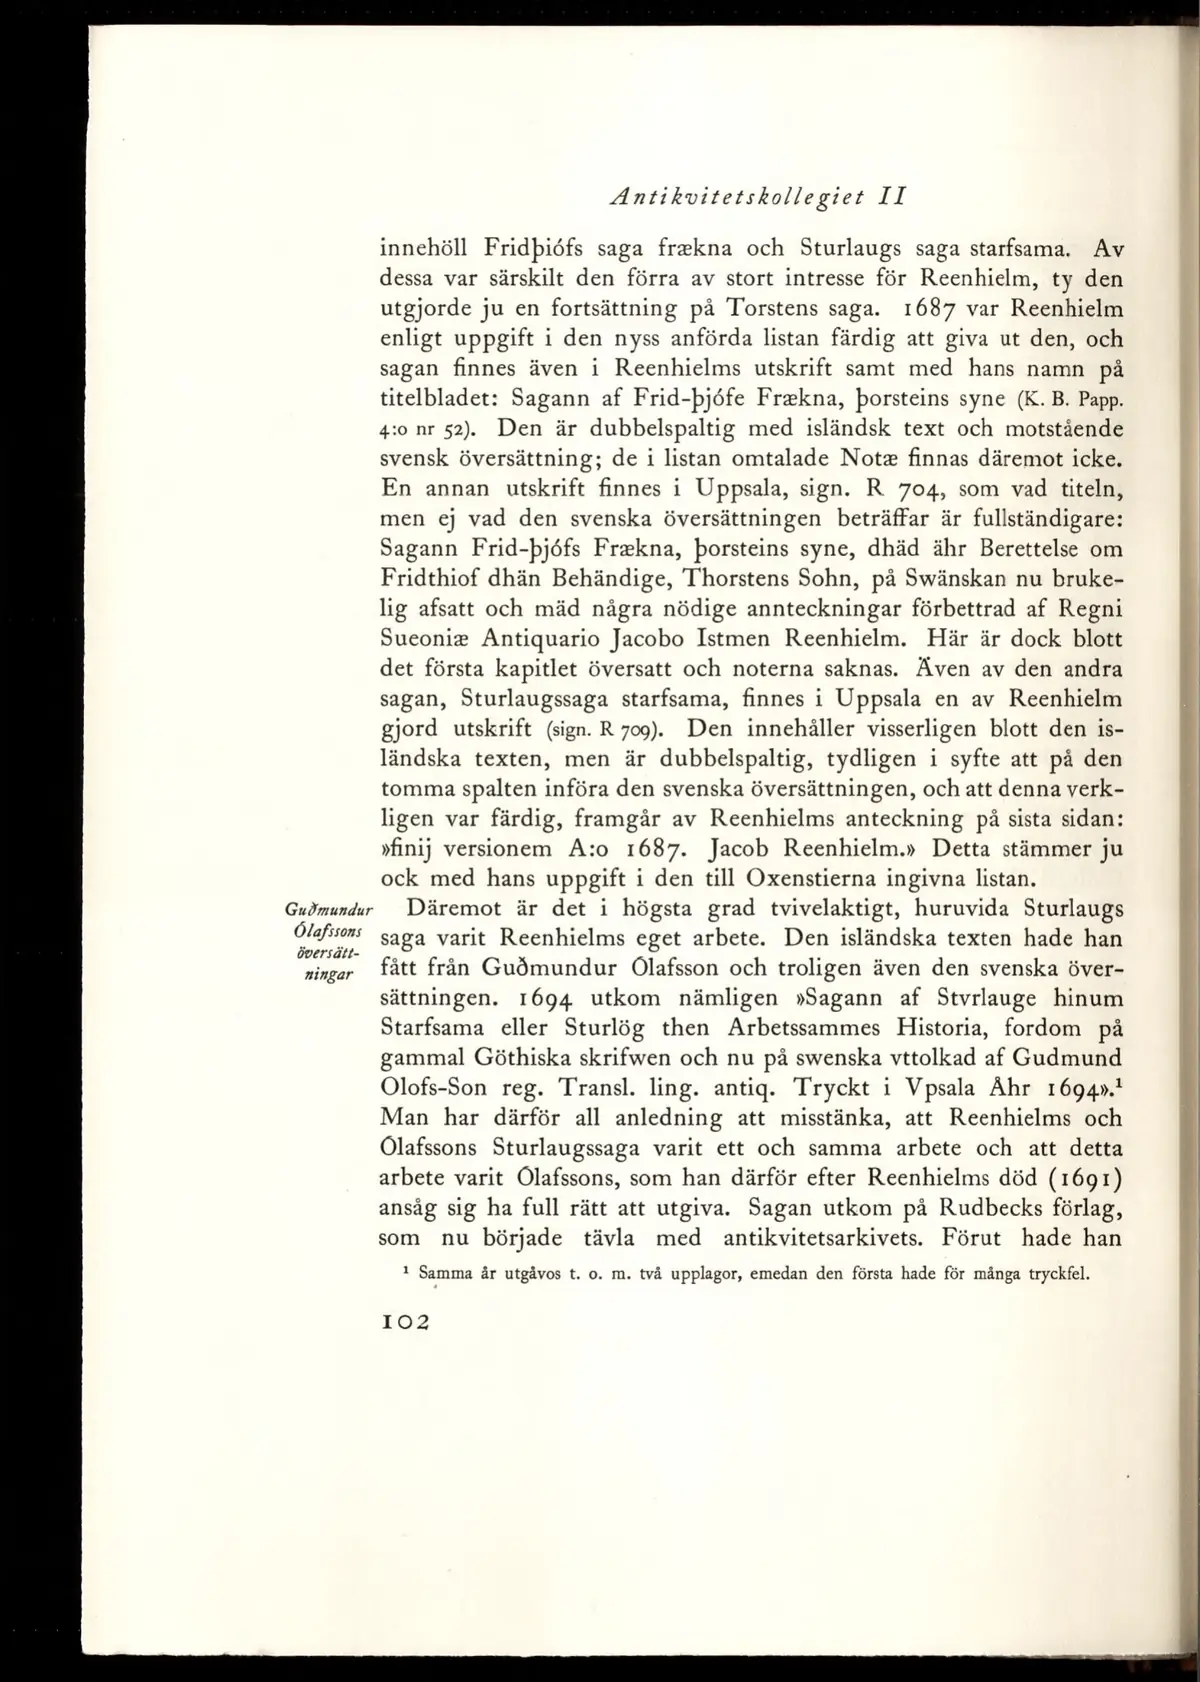 Antikvitetskollegiet II
innehöll Fridþiófs saga frækna och Sturlaugs saga starfsama. Av
dessa var särskilt den förra av stort intresse för Reenhielm, ty den
utgjorde ju en fortsättning på Torstens saga. 1687 var Reenhielm
enligt uppgift i den nyss anförda listan färdig att giva ut den, och
sagan finnes även i Reenhielms utskrift samt med hans namn på
titelbladet: Sagann af Frid-þjófe Frækna, þorsteins syne (K. B. Papp.
4:o nr 52). Den är dubbelspaltig med isländsk text och motstående
svensk översättning; de i listan omtalade Notæ finnas däremot icke.
En annan utskrift finnes i Uppsala, sign. R 704, som vad titeln,
men ej vad den svenska översättningen beträffar är fullständigare:
Sagann Frid-þjófs Frækna, þorsteins syne, dhäd ähr Berettelse om
Fridthiof dhän Behändige, Thorstens Sohn, på Swänskan nu bruke-
lig afsatt och mäd några nödige annteckningar förbettrad af Regni
Sueoniæ Antiquario Jacobo Istmen Reenhielm. Här är dock blott
det första kapitlet översatt och noterna saknas. Även av den andra
sagan, Sturlaugssaga starfsama, finnes i Uppsala en av Reenhielm
gjord utskrift (sign. R 709). Den innehåller visserligen blott den is-
ländska texten, men är dubbelspaltig, tydligen i syfte att på den
tomma spalten införa den svenska översättningen, och att denna verk-
ligen var färdig, framgår av Reenhielms anteckning på sista sidan:
»finij versionem A:o 1687. Jacob Reenhielm.» Detta stämmer ju
ock med hans uppgift i den till Oxenstierna ingivna listan.
Guðmundur
Ólafssons
översätt-
ningar
Däremot är det i högsta grad tvivelaktigt, huruvida Sturlaugs
saga varit Reenhielms eget arbete. Den isländska texten hade han
fått från Guðmundur Ólafsson och troligen även den svenska över-
sättningen. 1694 utkom nämligen »Sagann af Stvrlauge hinum
Starfsama eller Sturlög then Arbetssammes Historia, fordom på
gammal Göthiska skrifwen och nu på swenska vttolkad af Gudmund
Olofs-Son reg. Transl. ling. antiq. Tryckt i Vpsala Åhr 1694».¹
Man har därför all anledning att misstänka, att Reenhielms och
Ólafssons Sturlaugssaga varit ett och samma arbete och att detta
arbete varit Ólafssons, som han därför efter Reenhielms död (1691)
ansåg sig ha full rätt att utgiva. Sagan utkom på Rudbecks förlag,
som nu började tävla med antikvitetsarkivets. Förut hade han
¹ Samma år utgåvos t. o. m. två upplagor, emedan den första hade för många tryckfel.
102